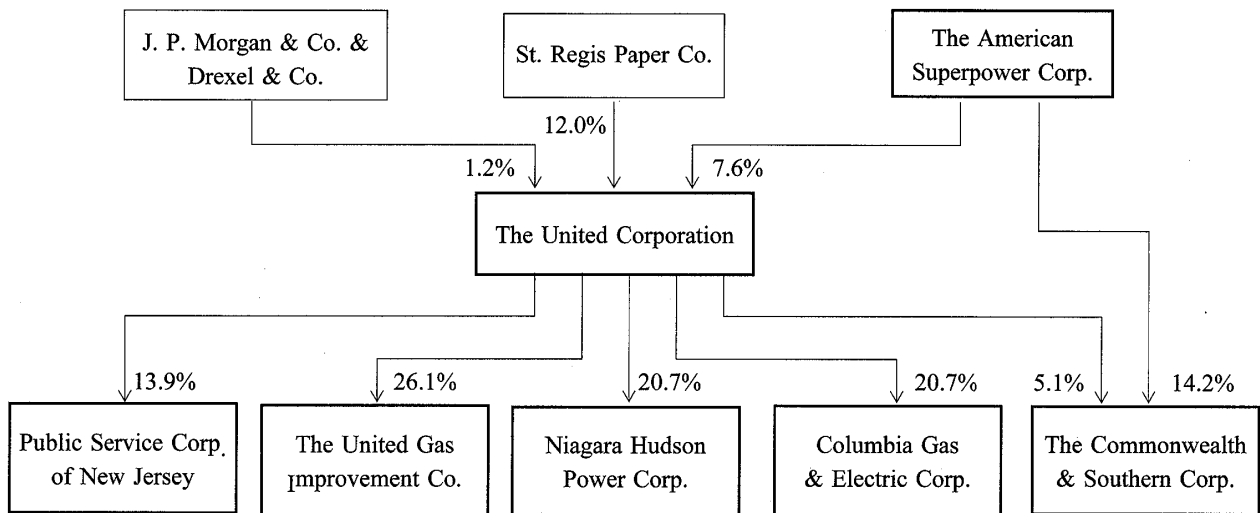 J. P. Morgan & Co. &
Drexel & Co.
St. Regis Paper Co.
The American
Superpower Corp.
12.0%
1.2%
7.6%
The United Corporation
13.9%
26.1%
20.7%
20.7%
5.1%
14.2%
Public Service Corp.
of New Jersey
The United Gas
Improvement Co.
Niagara Hudson
Power Corp.
Columbia Gas
& Electric Corp.
The Commonwealth
& Southern Corp.